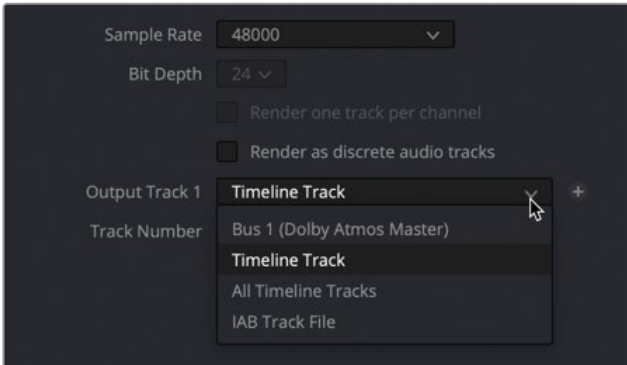 Sample Rate 48000
Bit Depth 24
Render one track per channel
Render as discrete audio tracks
Output Track 1 Timeline Track
Track Number Bus 1 (Dolby Atmos Master)
Timeline Track
All Timeline Tracks
IAB Track File